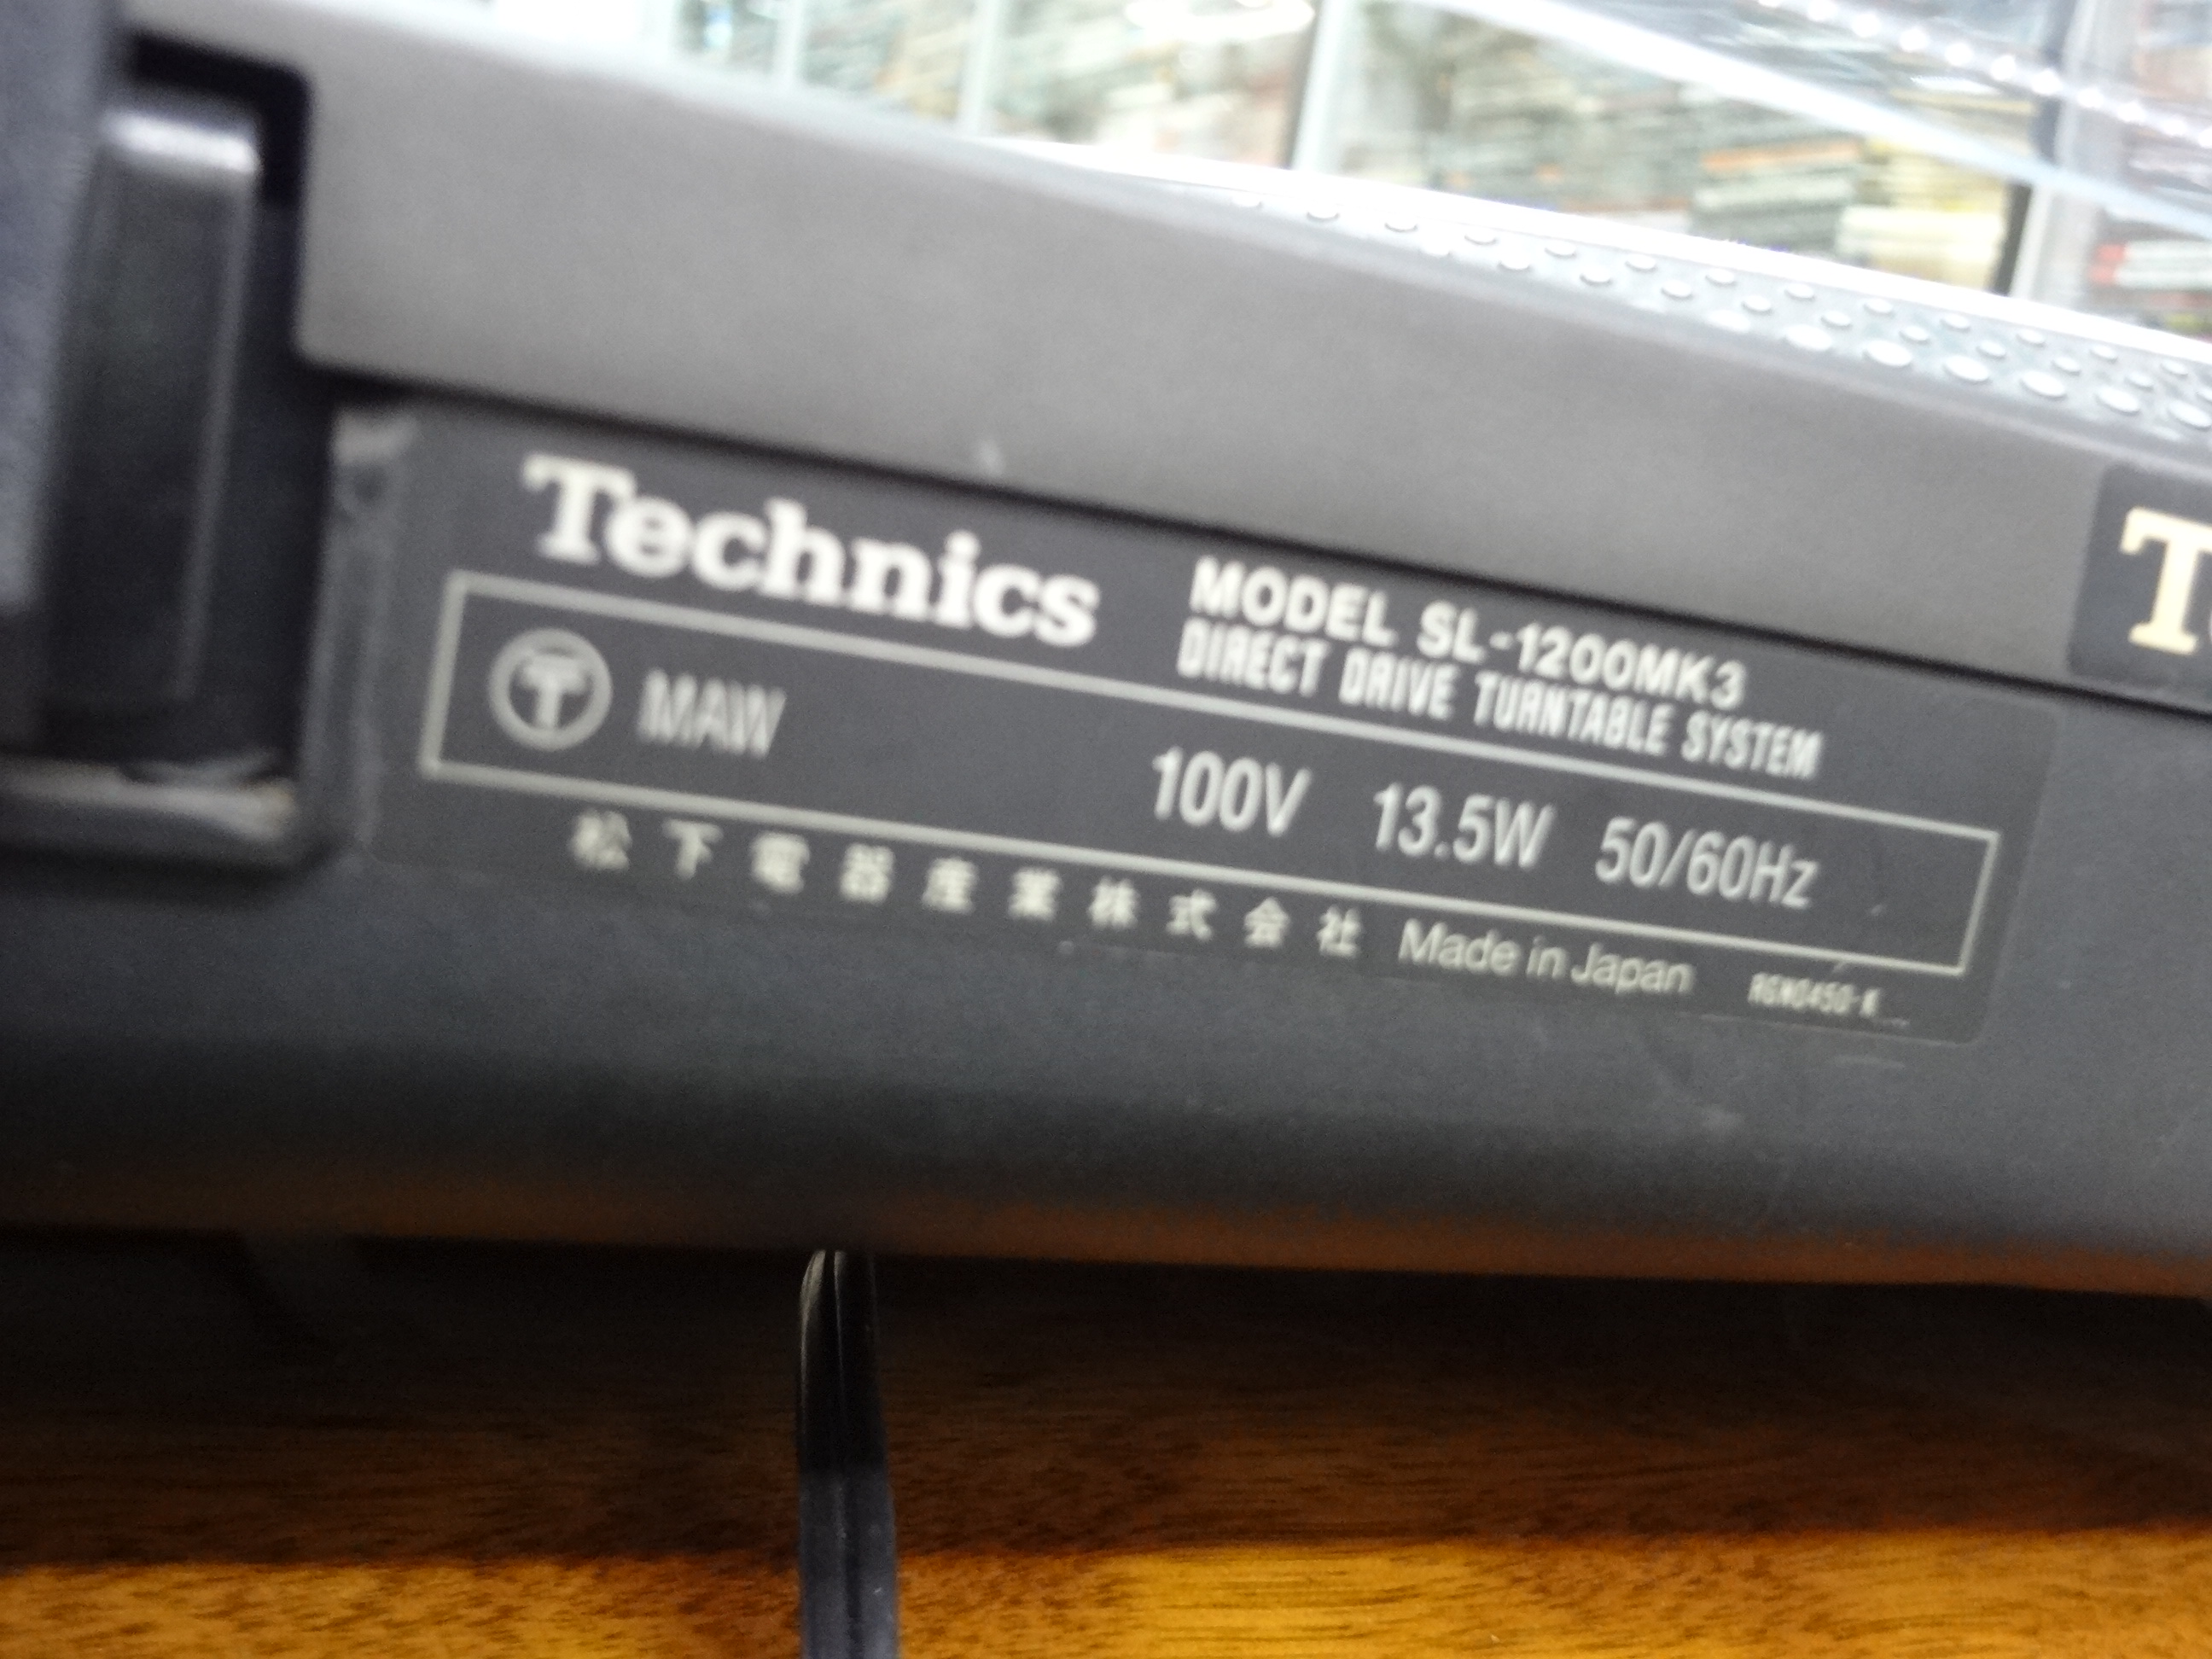 Technics
MODEL SL-1200MK3
DIRECT DRIVE TURNTABLE SYSTEM
T MAW
100V 13.5W 50/60Hz
松下電器産業株式会社 Made in Japan